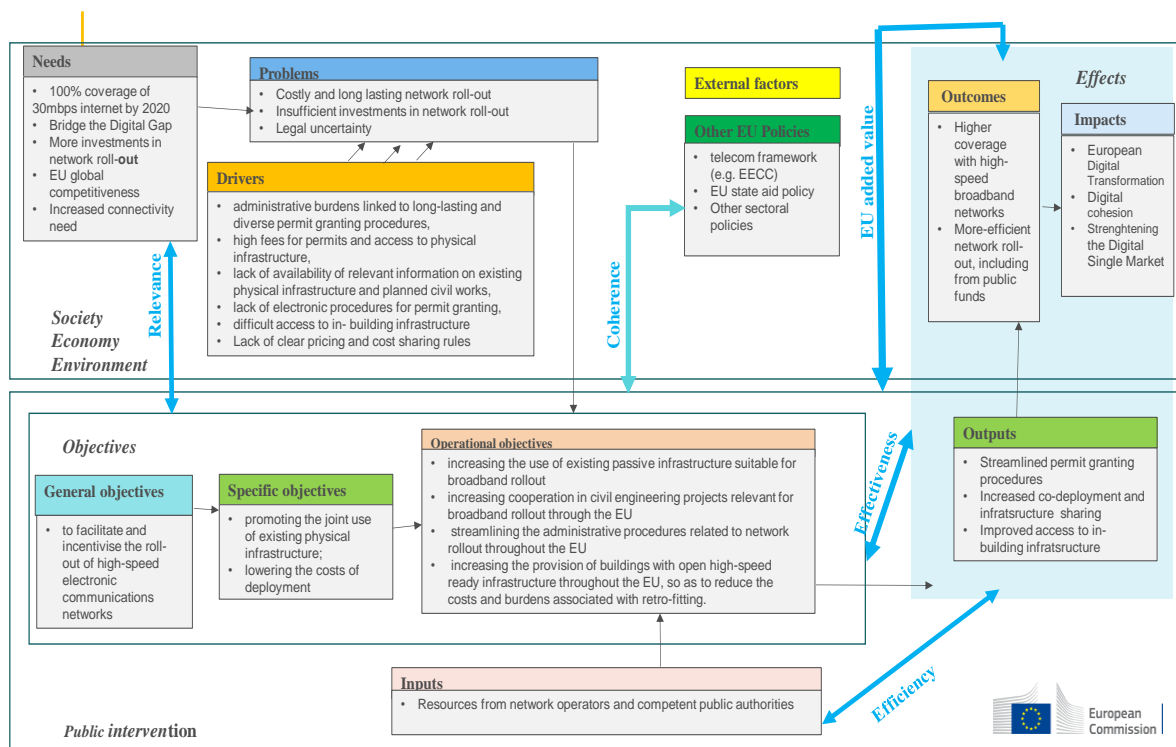 Needs
• 100% coverage of
30mbps internet by 2020
• Bridge the Digital Gap
• More investments in
network roll-out
• EU global
competitiveness
• Increased connectivity
need
Problems
• Costly and long lasting network roll-out
• Insufficient investments in network roll-out
• Legal uncertainty
Drivers
• administrative burdens linked to long-lasting and
diverse permit granting procedures,
• high fees for permits and access to physical
infrastructure,
• lack of availability of relevant information on existing
physical infrastructure and planned civil works,
• lack of electronic procedures for permit granting,
• difficult access to in- building infrastructure
• Lack of clear pricing and cost sharing rules
External factors
Other EU Policies
• telecom framework
(e.g. EECC)
• EU state aid policy
• Other sectoral
policies
EU added value
Effects
Outcomes
• Higher
coverage
with high-
speed
broadband
networks
• More-efficient
network roll-
out, including
from public
funds
Impacts
• European
Digital
Transformation
• Digital
cohesion
• Strenghtening
the Digital
Single Market
Relevance
Coherence
Society
Economy
Environment
Objectives
General objectives
• to facilitate and
incentivise the roll-
out of high-speed
electronic
communications
networks
Specific objectives
• promoting the joint use
of existing physical
infrastructure;
• lowering the costs of
deployment
Operational objectives
• increasing the use of existing passive infrastructure suitable for
broadband rollout
• increasing cooperation in civil engineering projects relevant for
broadband rollout through the EU
• streamlining the administrative procedures related to network
rollout throughout the EU
• increasing the provision of buildings with open high-speed
ready infrastructure throughout the EU, so as to reduce the
costs and burdens associated with retro-fitting.
Effectiveness
Outputs
• Streamlined permit granting
procedures
• Increased co-deployment and
infratsructure sharing
• Improved access to in-
building infratsructure
Inputs
• Resources from network operators and competent public authorities
Efficiency
Public intervention
European
Commission